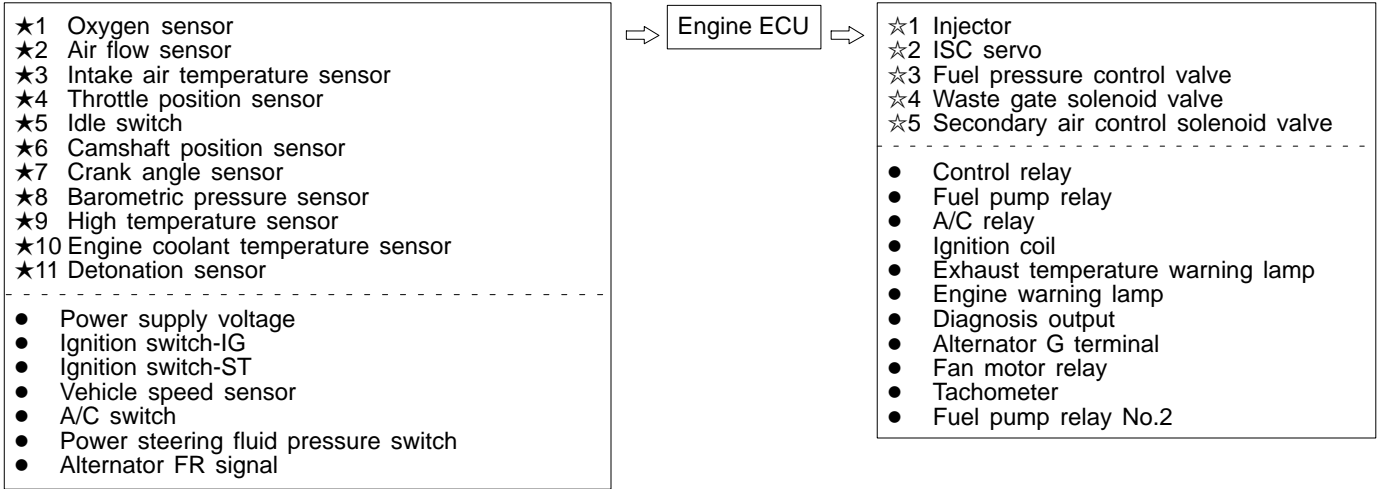 ★1 Oxygen sensor
★2 Air flow sensor
★3 Intake air temperature sensor
★4 Throttle position sensor
★5 Idle switch
★6 Camshaft position sensor
★7 Crank angle sensor
★8 Barometric pressure sensor
★9 High temperature sensor
★10 Engine coolant temperature sensor
★11 Detonation sensor
● Power supply voltage
● Ignition switch-IG
● Ignition switch-ST
● Vehicle speed sensor
● A/C switch
● Power steering fluid pressure switch
● Alternator FR signal
Engine ECU
☆1 Injector
☆2 ISC servo
☆3 Fuel pressure control valve
☆4 Waste gate solenoid valve
☆5 Secondary air control solenoid valve
● Control relay
● Fuel pump relay
● A/C relay
● Ignition coil
● Exhaust temperature warning lamp
● Engine warning lamp
● Diagnosis output
● Alternator G terminal
● Fan motor relay
● Tachometer
● Fuel pump relay No.2